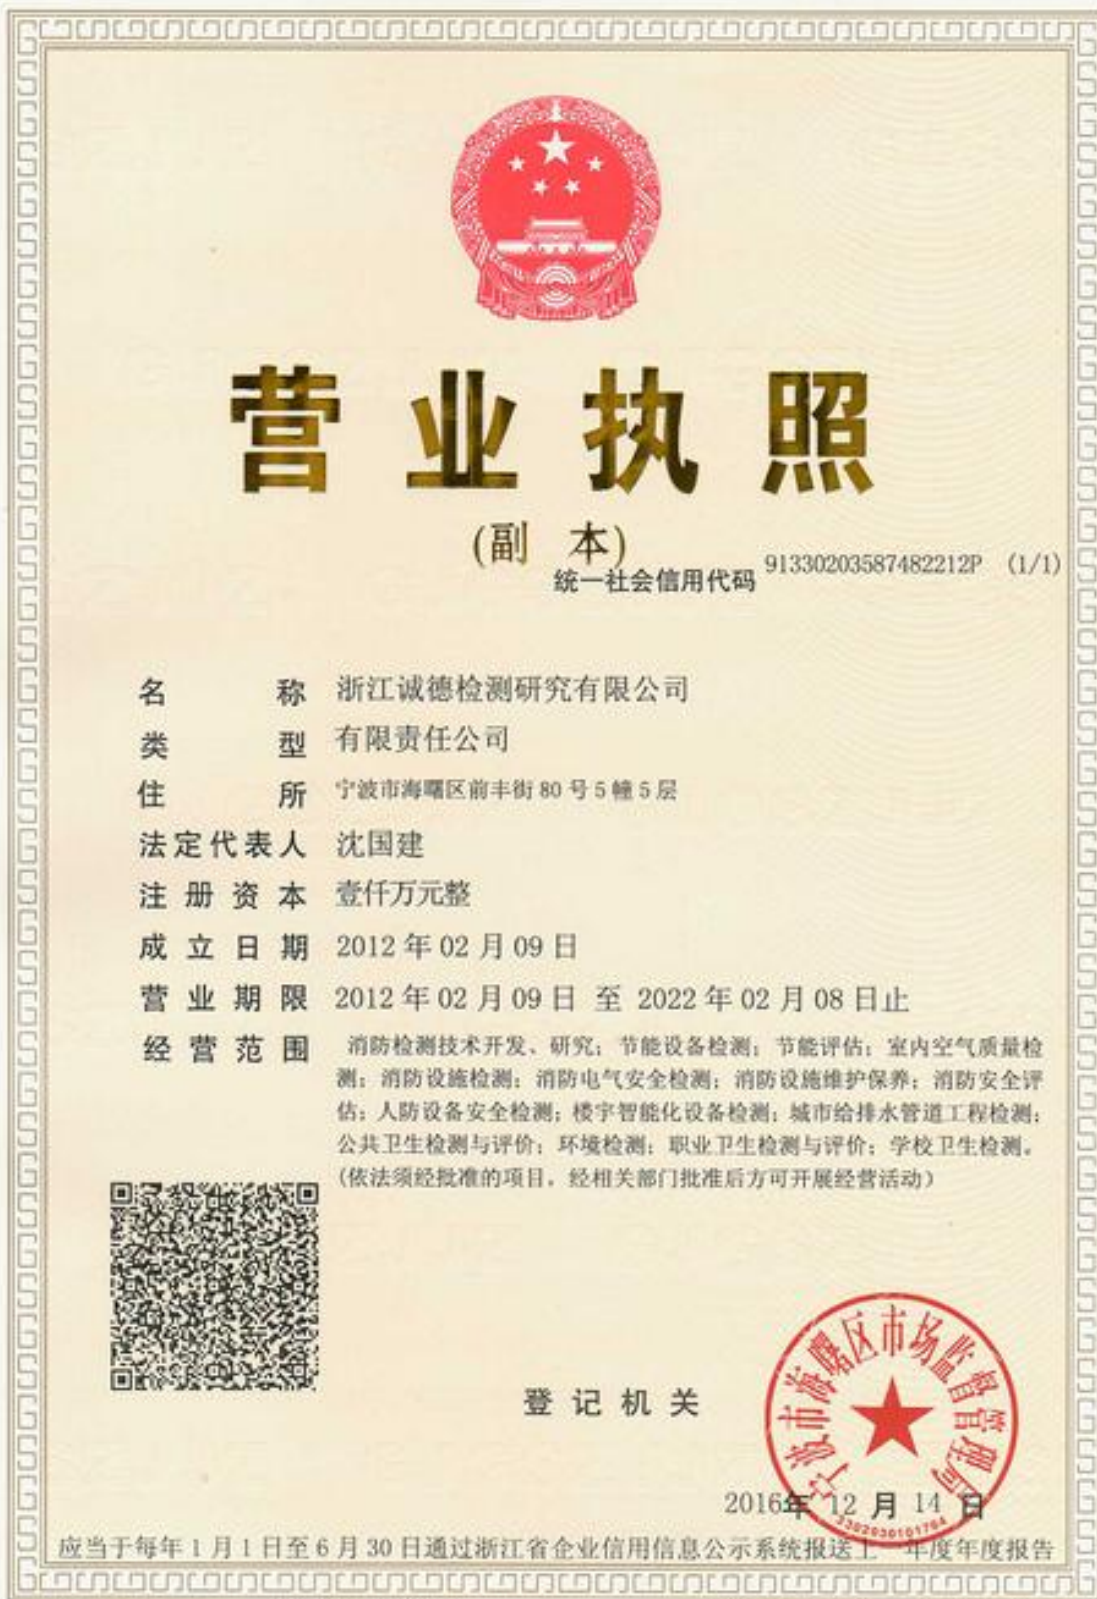 营业执照
(副 本)
统一社会信用代码 91330203587482212P (1/1)
名称 浙江诚德检测研究有限公司
类型 有限责任公司
住所 宁波市海曙区前丰街80号5幢5层
法定代表人 沈国建
注册资本 壹仟万元整
成立日期 2012年02月09日
营业期限 2012年02月09日 至 2022年02月08日止
经营范围 消防检测技术开发、研究；节能设备检测；节能评估；室内空气质量检
测；消防设施检测；消防电气安全检测；消防设施维护保养；消防安全评
估；人防设备安全检测；楼宇智能化设备检测；城市给排水管道工程检测；
公共卫生检测与评价；环境检测；职业卫生检测与评价；学校卫生检测。
(依法须经批准的项目，经相关部门批准后方可开展经营活动)
登记机关
宁波市海曙区市场监督管理局
3302030101704
2016年 12 月 14 日
应当于每年1月1日至6月30日通过浙江省企业信用信息公示系统报送上一年度年度报告